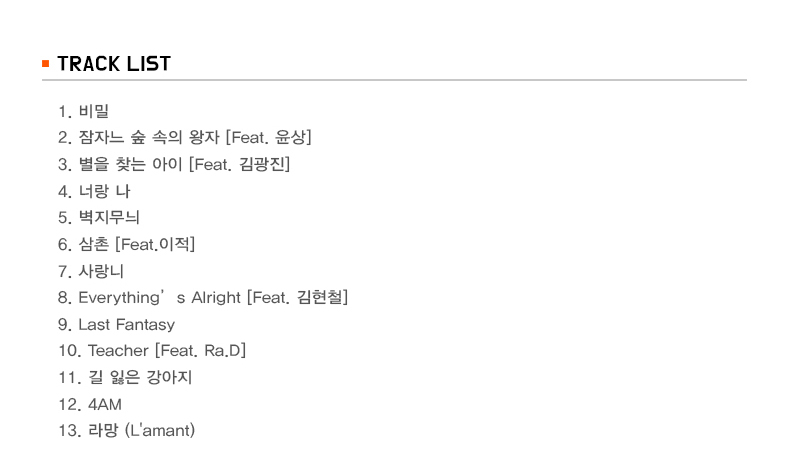 TRACK LIST
1. 비밀
2. 잠자느 숲 속의 왕자 [Feat. 윤상]
3. 별을 찾는 아이 [Feat. 김광진]
4. 너랑 나
5. 벽지무늬
6. 삼촌 [Feat.이적]
7. 사랑니
8. Everything’s Alright [Feat. 김현철]
9. Last Fantasy
10. Teacher [Feat. Ra.D]
11. 길 잃은 강아지
12. 4AM
13. 라망 (L'amant)